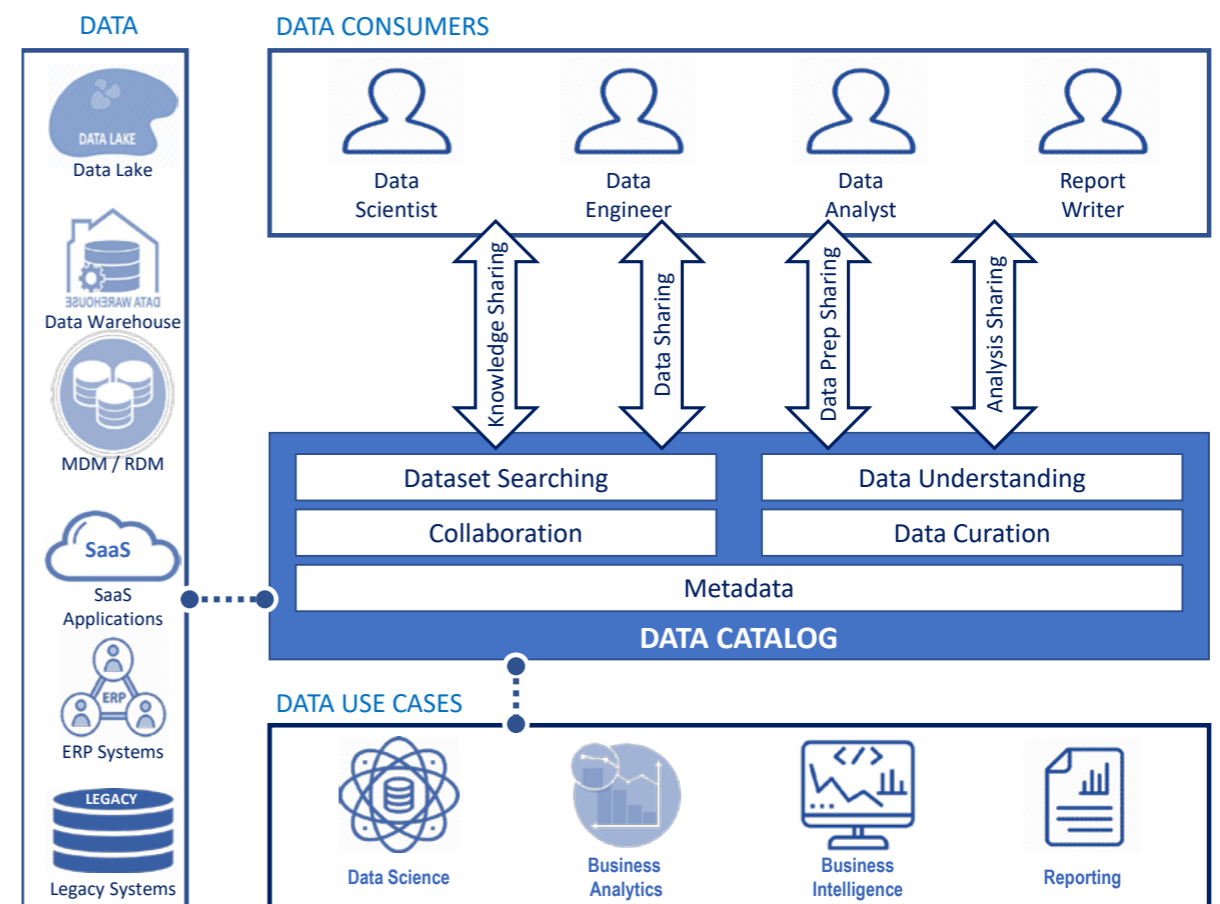 DATA
DATA LAKE
Data Lake
DATA WAREHOUSE
Data Warehouse
MDM / RDM
SaaS
SaaS
Applications
ERP
ERP Systems
LEGACY
Legacy Systems
DATA CONSUMERS
Data
Scientist
Data
Engineer
Data
Analyst
Report
Writer
Knowledge Sharing
Data Sharing
Data Prep Sharing
Analysis Sharing
Dataset Searching
Data Understanding
Collaboration
Data Curation
Metadata
DATA CATALOG
DATA USE CASES
</>
Data Science
Business
Analytics
Business
Intelligence
Reporting